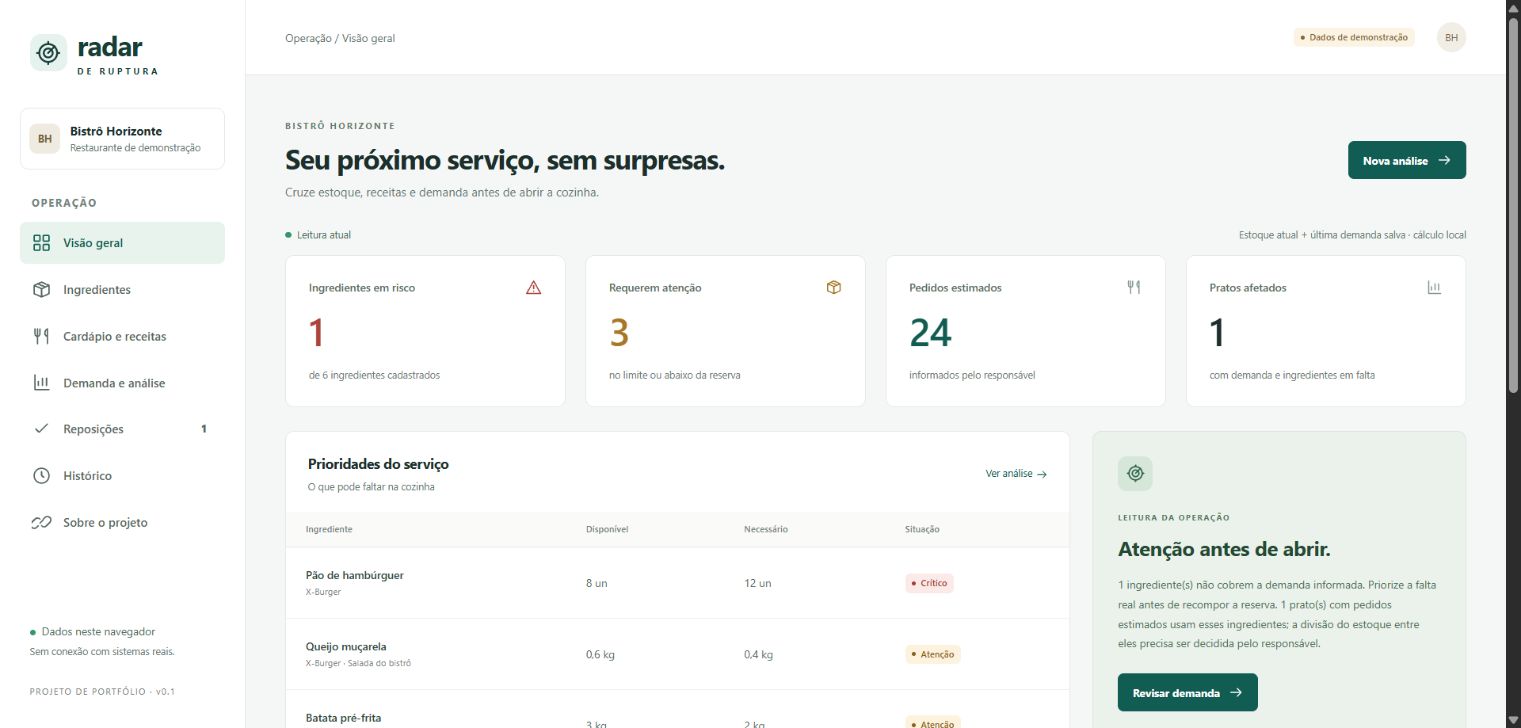 radar
DE RUPTURA
BH
Bistrô Horizonte
Restaurante de demonstração
OPERAÇÃO
Visão geral
Ingredientes
Cardápio e receitas
Demanda e análise
Reposições 1
Histórico
Sobre o projeto
Dados neste navegador
Sem conexão com sistemas reais.
PROJETO DE PORTFÓLIO · v0.1
Operação / Visão geral
Dados de demonstração
BH
BISTRÔ HORIZONTE
Seu próximo serviço, sem surpresas.
Cruze estoque, receitas e demanda antes de abrir a cozinha.
Nova análise →
Leitura atual
Estoque atual + última demanda salva · cálculo local
Ingredientes em risco
1
de 6 ingredientes cadastrados
Requerem atenção
3
no limite ou abaixo da reserva
Pedidos estimados
24
informados pelo responsável
Pratos afetados
1
com demanda e ingredientes em falta
Prioridades do serviço
O que pode faltar na cozinha
Ver análise →
Ingrediente Disponível Necessário Situação
Pão de hambúrguer
X-Burger
8 un 12 un Crítico
Queijo muçarela
X-Burger · Salada do bistrô
0,6 kg 0,4 kg Atenção
Batata pré-frita
3 kg 2 kg Atenção
LEITURA DA OPERAÇÃO
Atenção antes de abrir.
1 ingrediente(s) não cobrem a demanda informada. Priorize a falta
real antes de recompor a reserva. 1 prato(s) com pedidos
estimados usam esses ingredientes; a divisão do estoque entre
eles precisa ser decidida pelo responsável.
Revisar demanda →